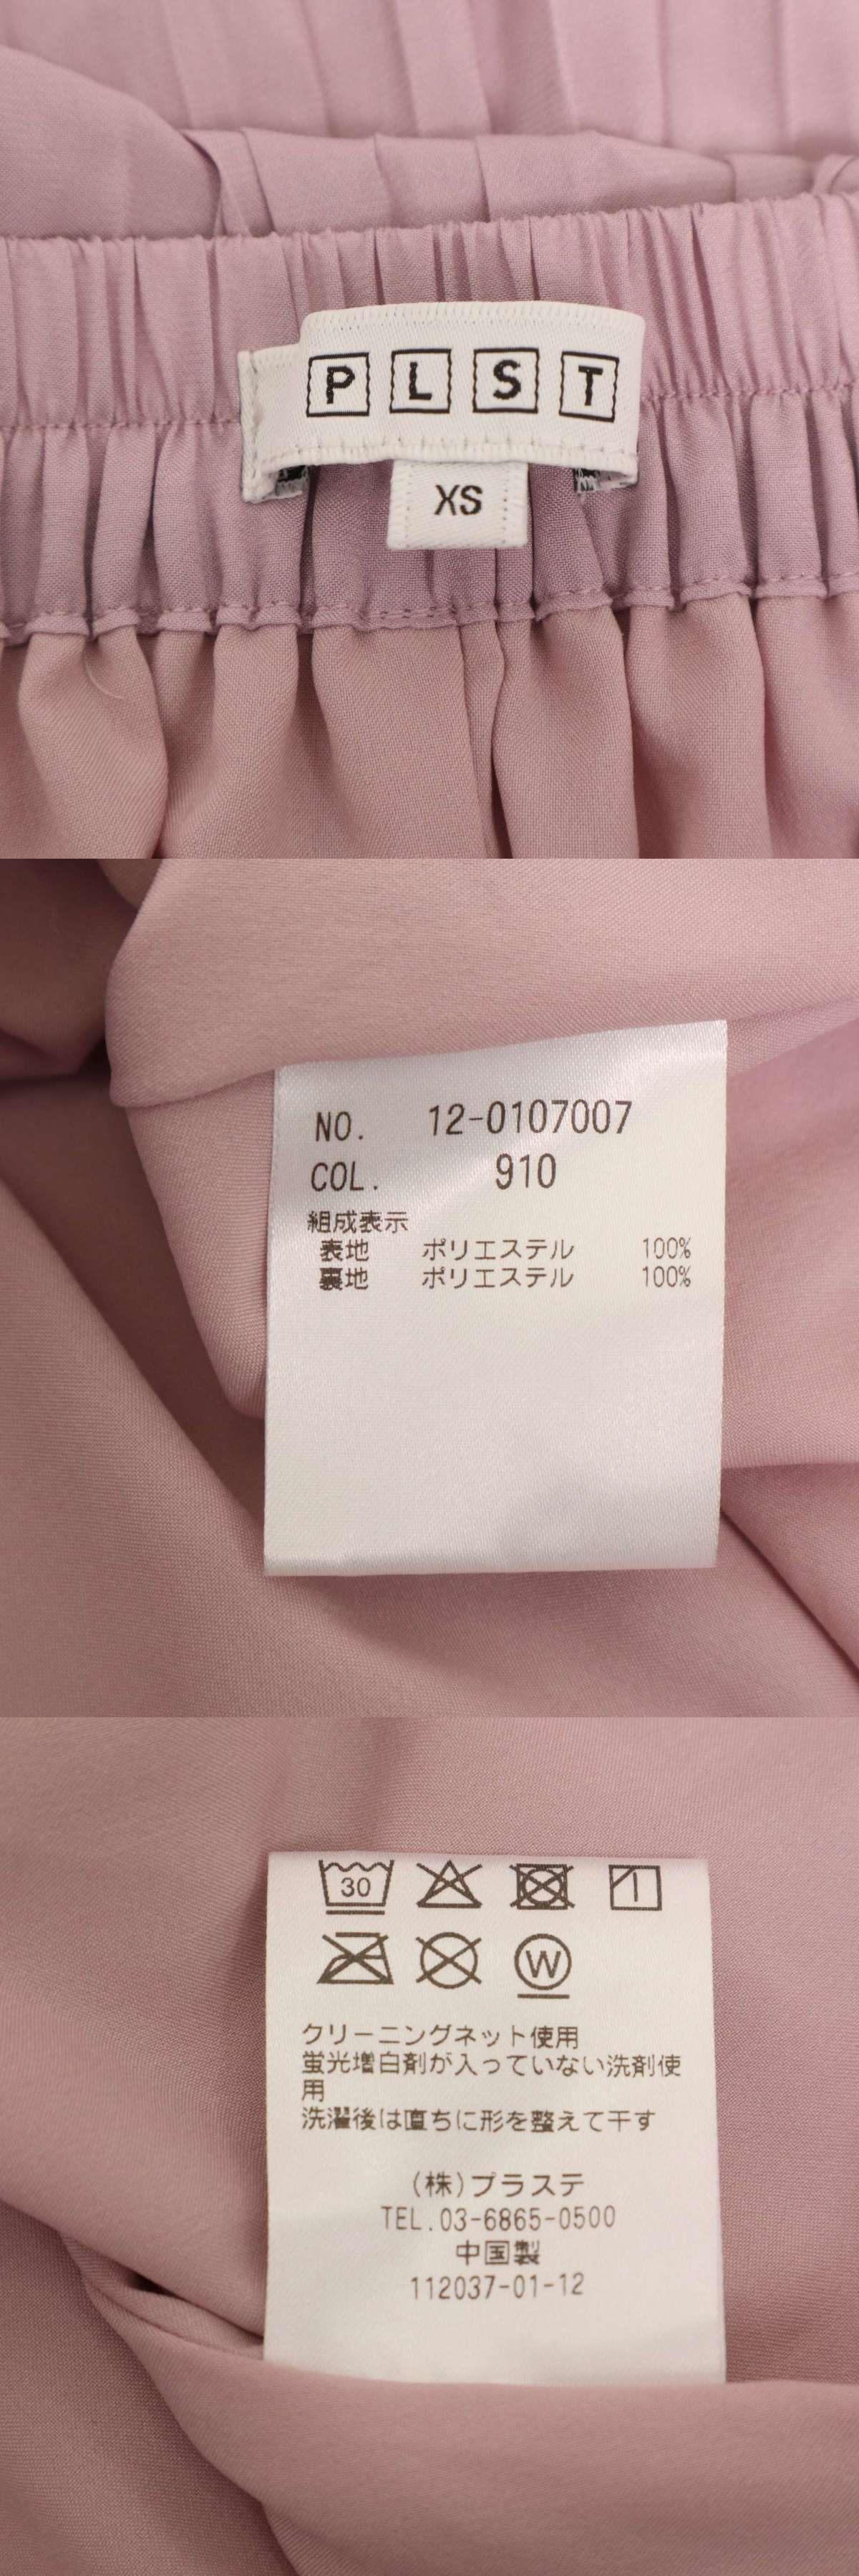 PLST
XS
NO. 12-0107007
COL. 910
組成表示
表地 ポリエステル 100%
裏地 ポリエステル 100%
30
W
クリーニングネット使用
蛍光増白剤が入っていない洗剤使
用
洗濯後は直ちに形を整えて干す
(株)プラステ
TEL.03-6865-0500
中国製
112037-01-12